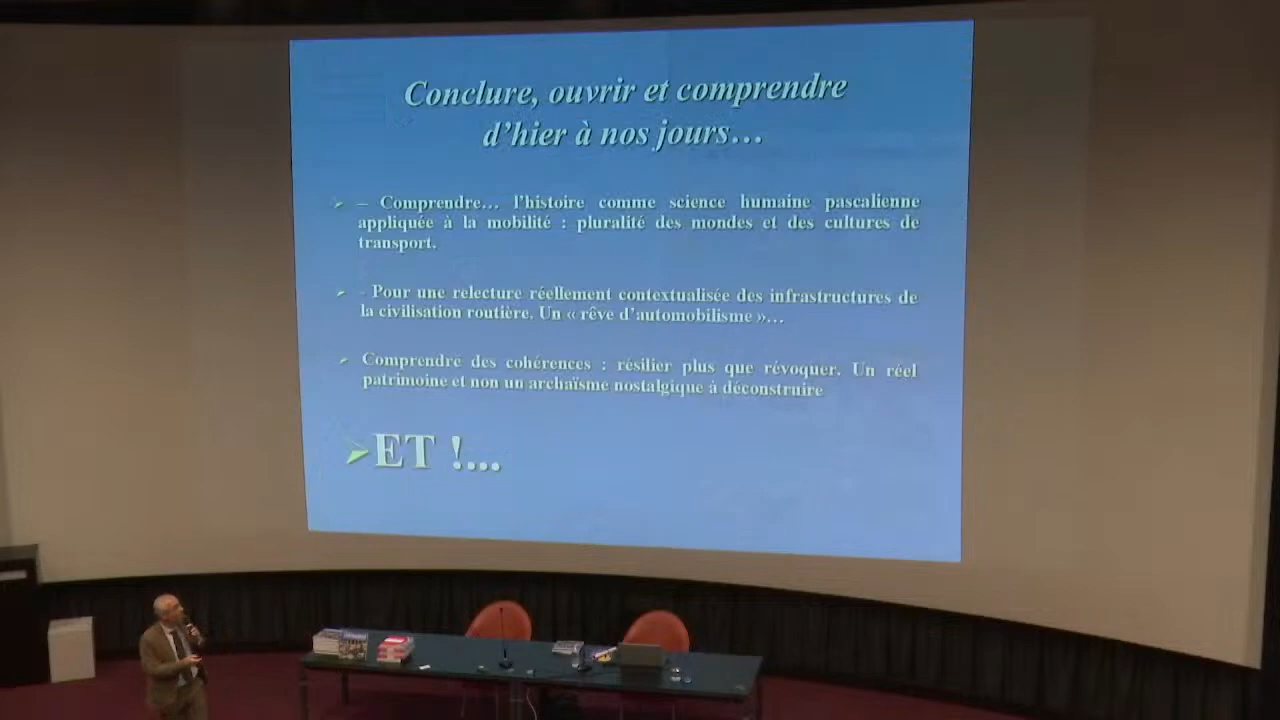 Conclure, ouvrir et comprendre
d'hier à nos jours…
– Comprendre… l'histoire comme science humaine pascalienne
appliquée à la mobilité : pluralité des mondes et des cultures de
transport.
- Pour une relecture réellement contextualisée des infrastructures de
la civilisation routière. Un « rêve d'automobilisme »…
Comprendre des cohérences : résilier plus que révoquer. Un réel
patrimoine et non un archaïsme nostalgique à déconstruire
ET !...